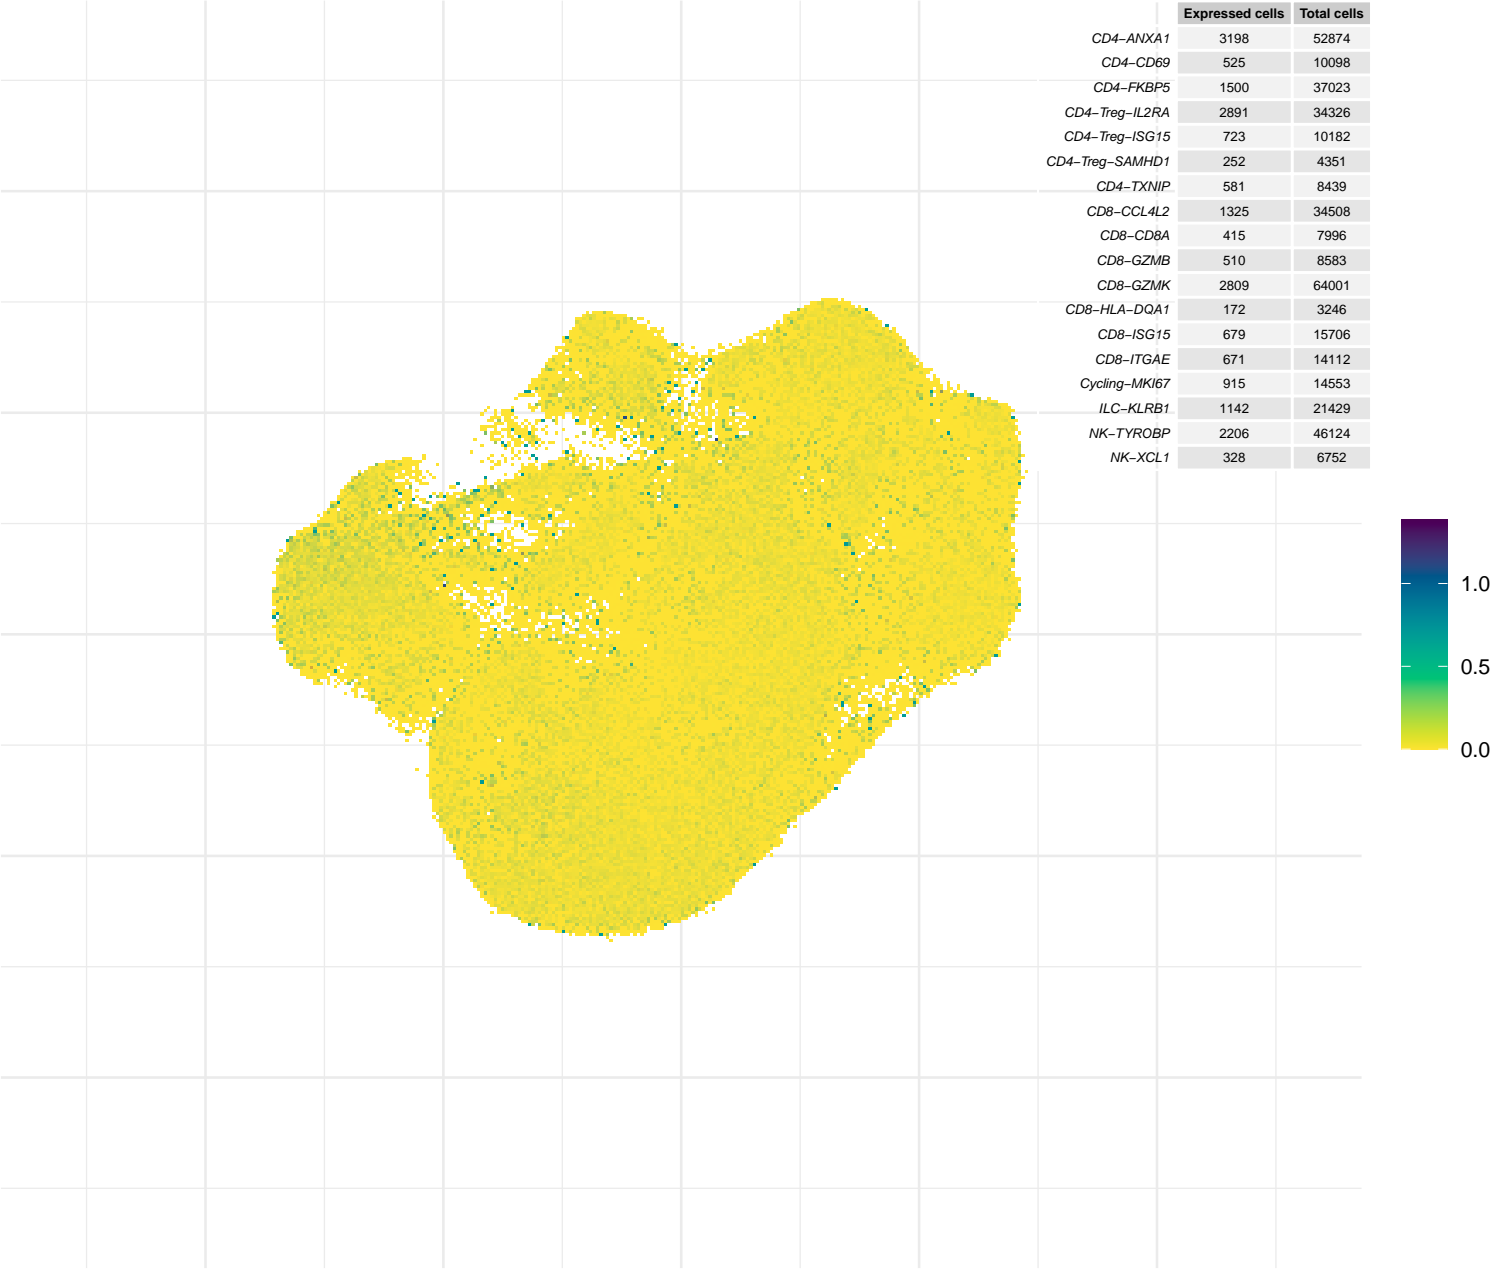 Expressed cells Total cells
CD4−ANXA1 3198 52874
CD4−CD69 525 10098
CD4−FKBP5 1500 37023
CD4−Treg−IL2RA 2891 34326
CD4−Treg−ISG15 723 10182
CD4−Treg−SAMHD1 252 4351
CD4−TXNIP 581 8439
CD8−CCL4L2 1325 34508
CD8−CD8A 415 7996
CD8−GZMB 510 8583
CD8−GZMK 2809 64001
CD8−HLA−DQA1 172 3246
CD8−ISG15 679 15706
CD8−ITGAE 671 14112
Cycling−MKI67 915 14553
ILC−KLRB1 1142 21429
NK−TYROBP 2206 46124
NK−XCL1 328 6752
1.0
0.5
0.0